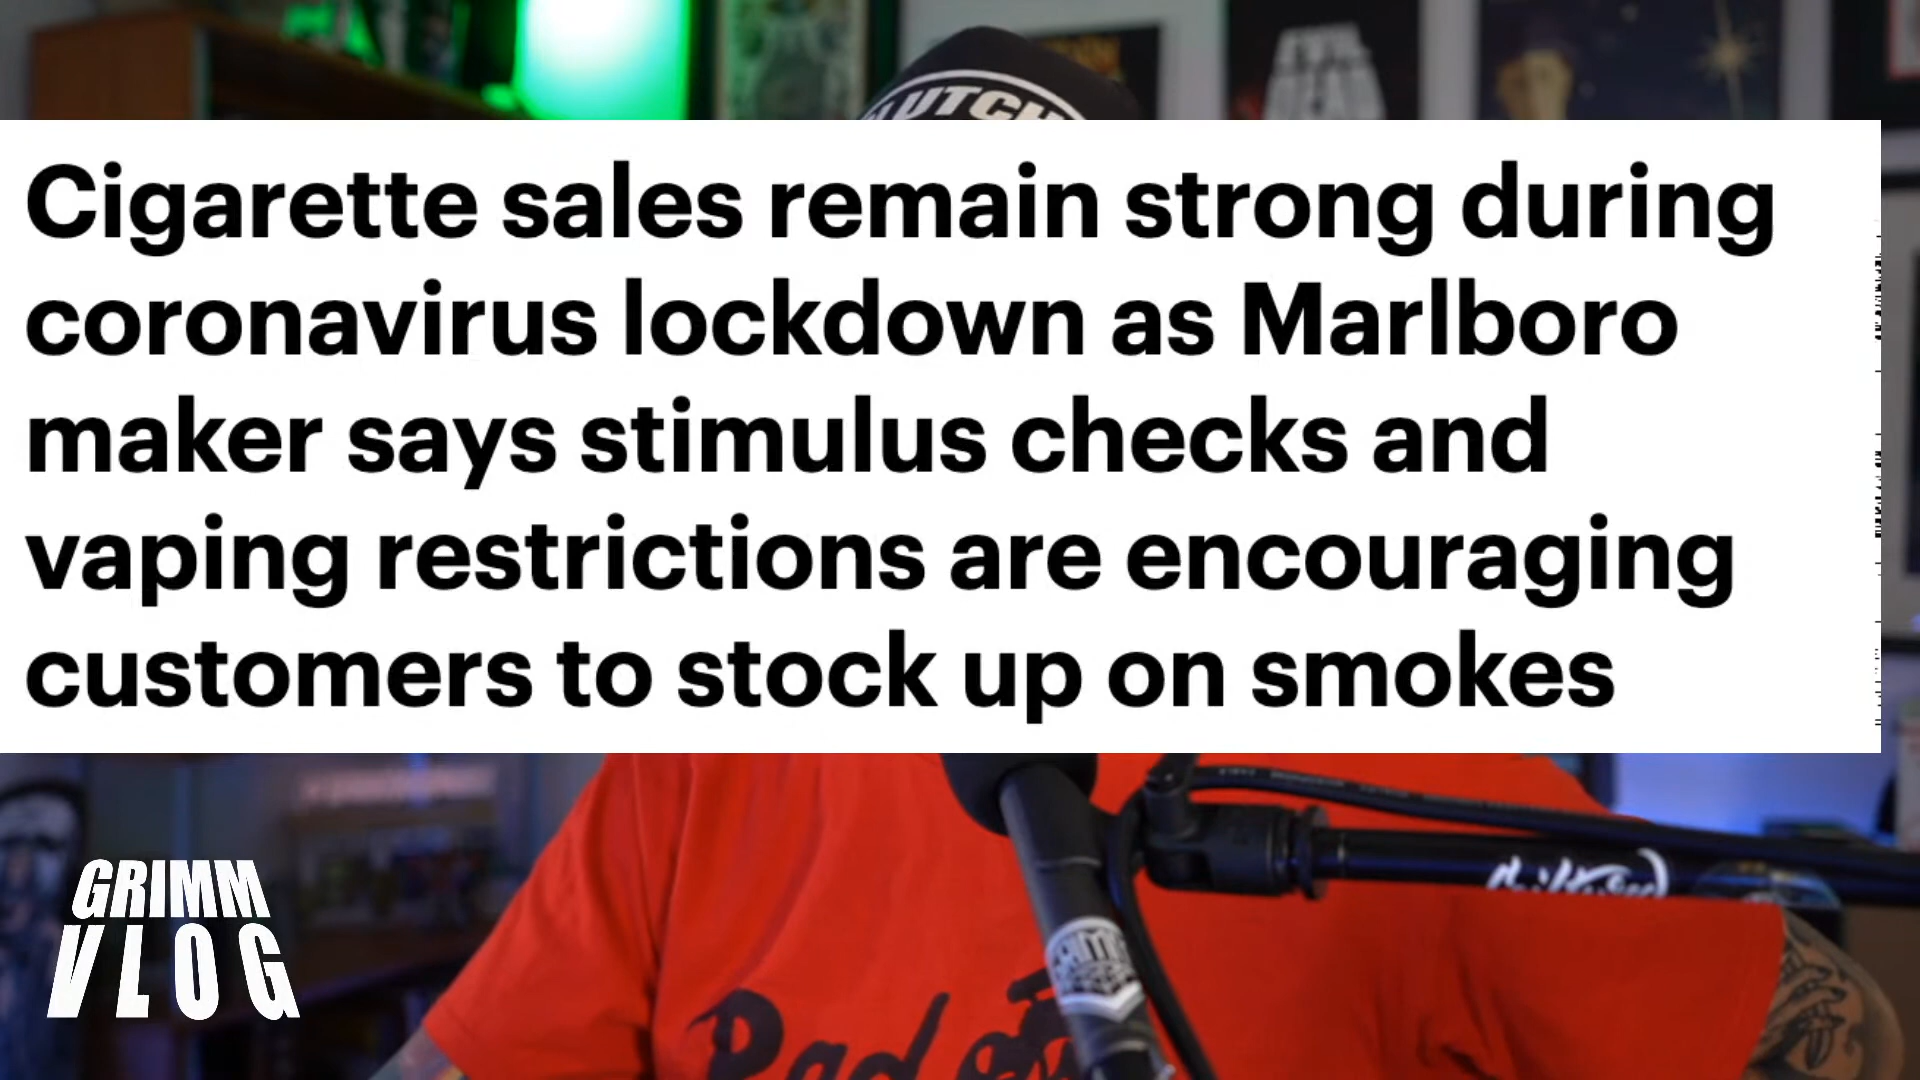 Cigarette sales remain strong during
coronavirus lockdown as Marlboro
maker says stimulus checks and
vaping restrictions are encouraging
customers to stock up on smokes
GRIMM
VLOG